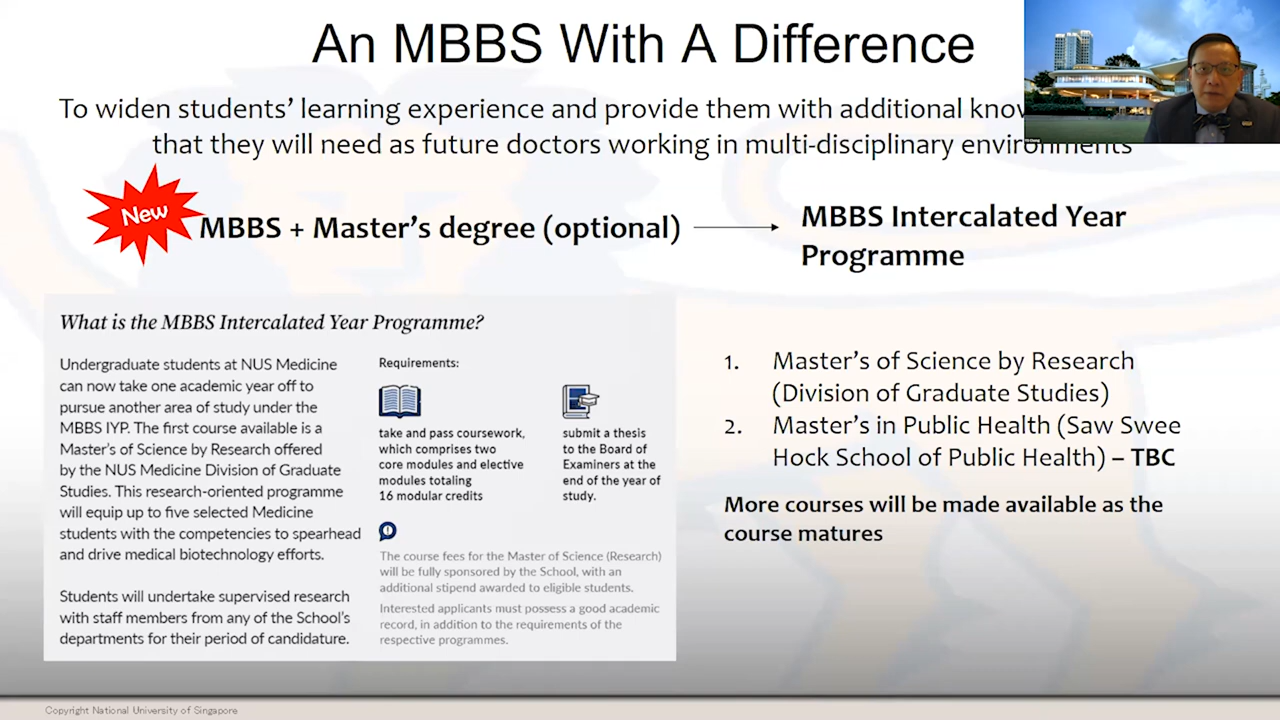 An MBBS With A Difference
To widen students' learning experience and provide them with additional
that they will need as future doctors working in multi-disciplinary environments
New
MBBS + Master's degree (optional)
MBBS Intercalated Year
Programme
What is the MBBS Intercalated Year Programme?
Undergraduate students at NUS Medicine
can now take one academic year off to
pursue another area of study under the
MBBS IYP. The first course available is a
Master's of Science by Research offered
by the NUS Medicine Division of Graduate
Studies. This research-oriented programme
will equip up to five selected Medicine
students with the competencies to spearhead
and drive medical biotechnology efforts.
Students will undertake supervised research
with staff members from any of the School's
departments for their period of candidature.
Requirements:
take and pass coursework,
which comprises two
core modules and elective
modules totaling
16 modular credits
submit a thesis
to the Board of
Examiners at the
end of the year of
study.
The course fees for the Master of Science (Research)
will be fully sponsored by the School, with an
additional stipend awarded to eligible students.
Interested applicants must possess a good academic
record, in addition to the requirements of the
respective programmes.
1. Master's of Science by Research
(Division of Graduate Studies)
2. Master's in Public Health (Saw Swee
Hock School of Public Health) – TBC
More courses will be made available as the
course matures
Copyright National University of Singapore